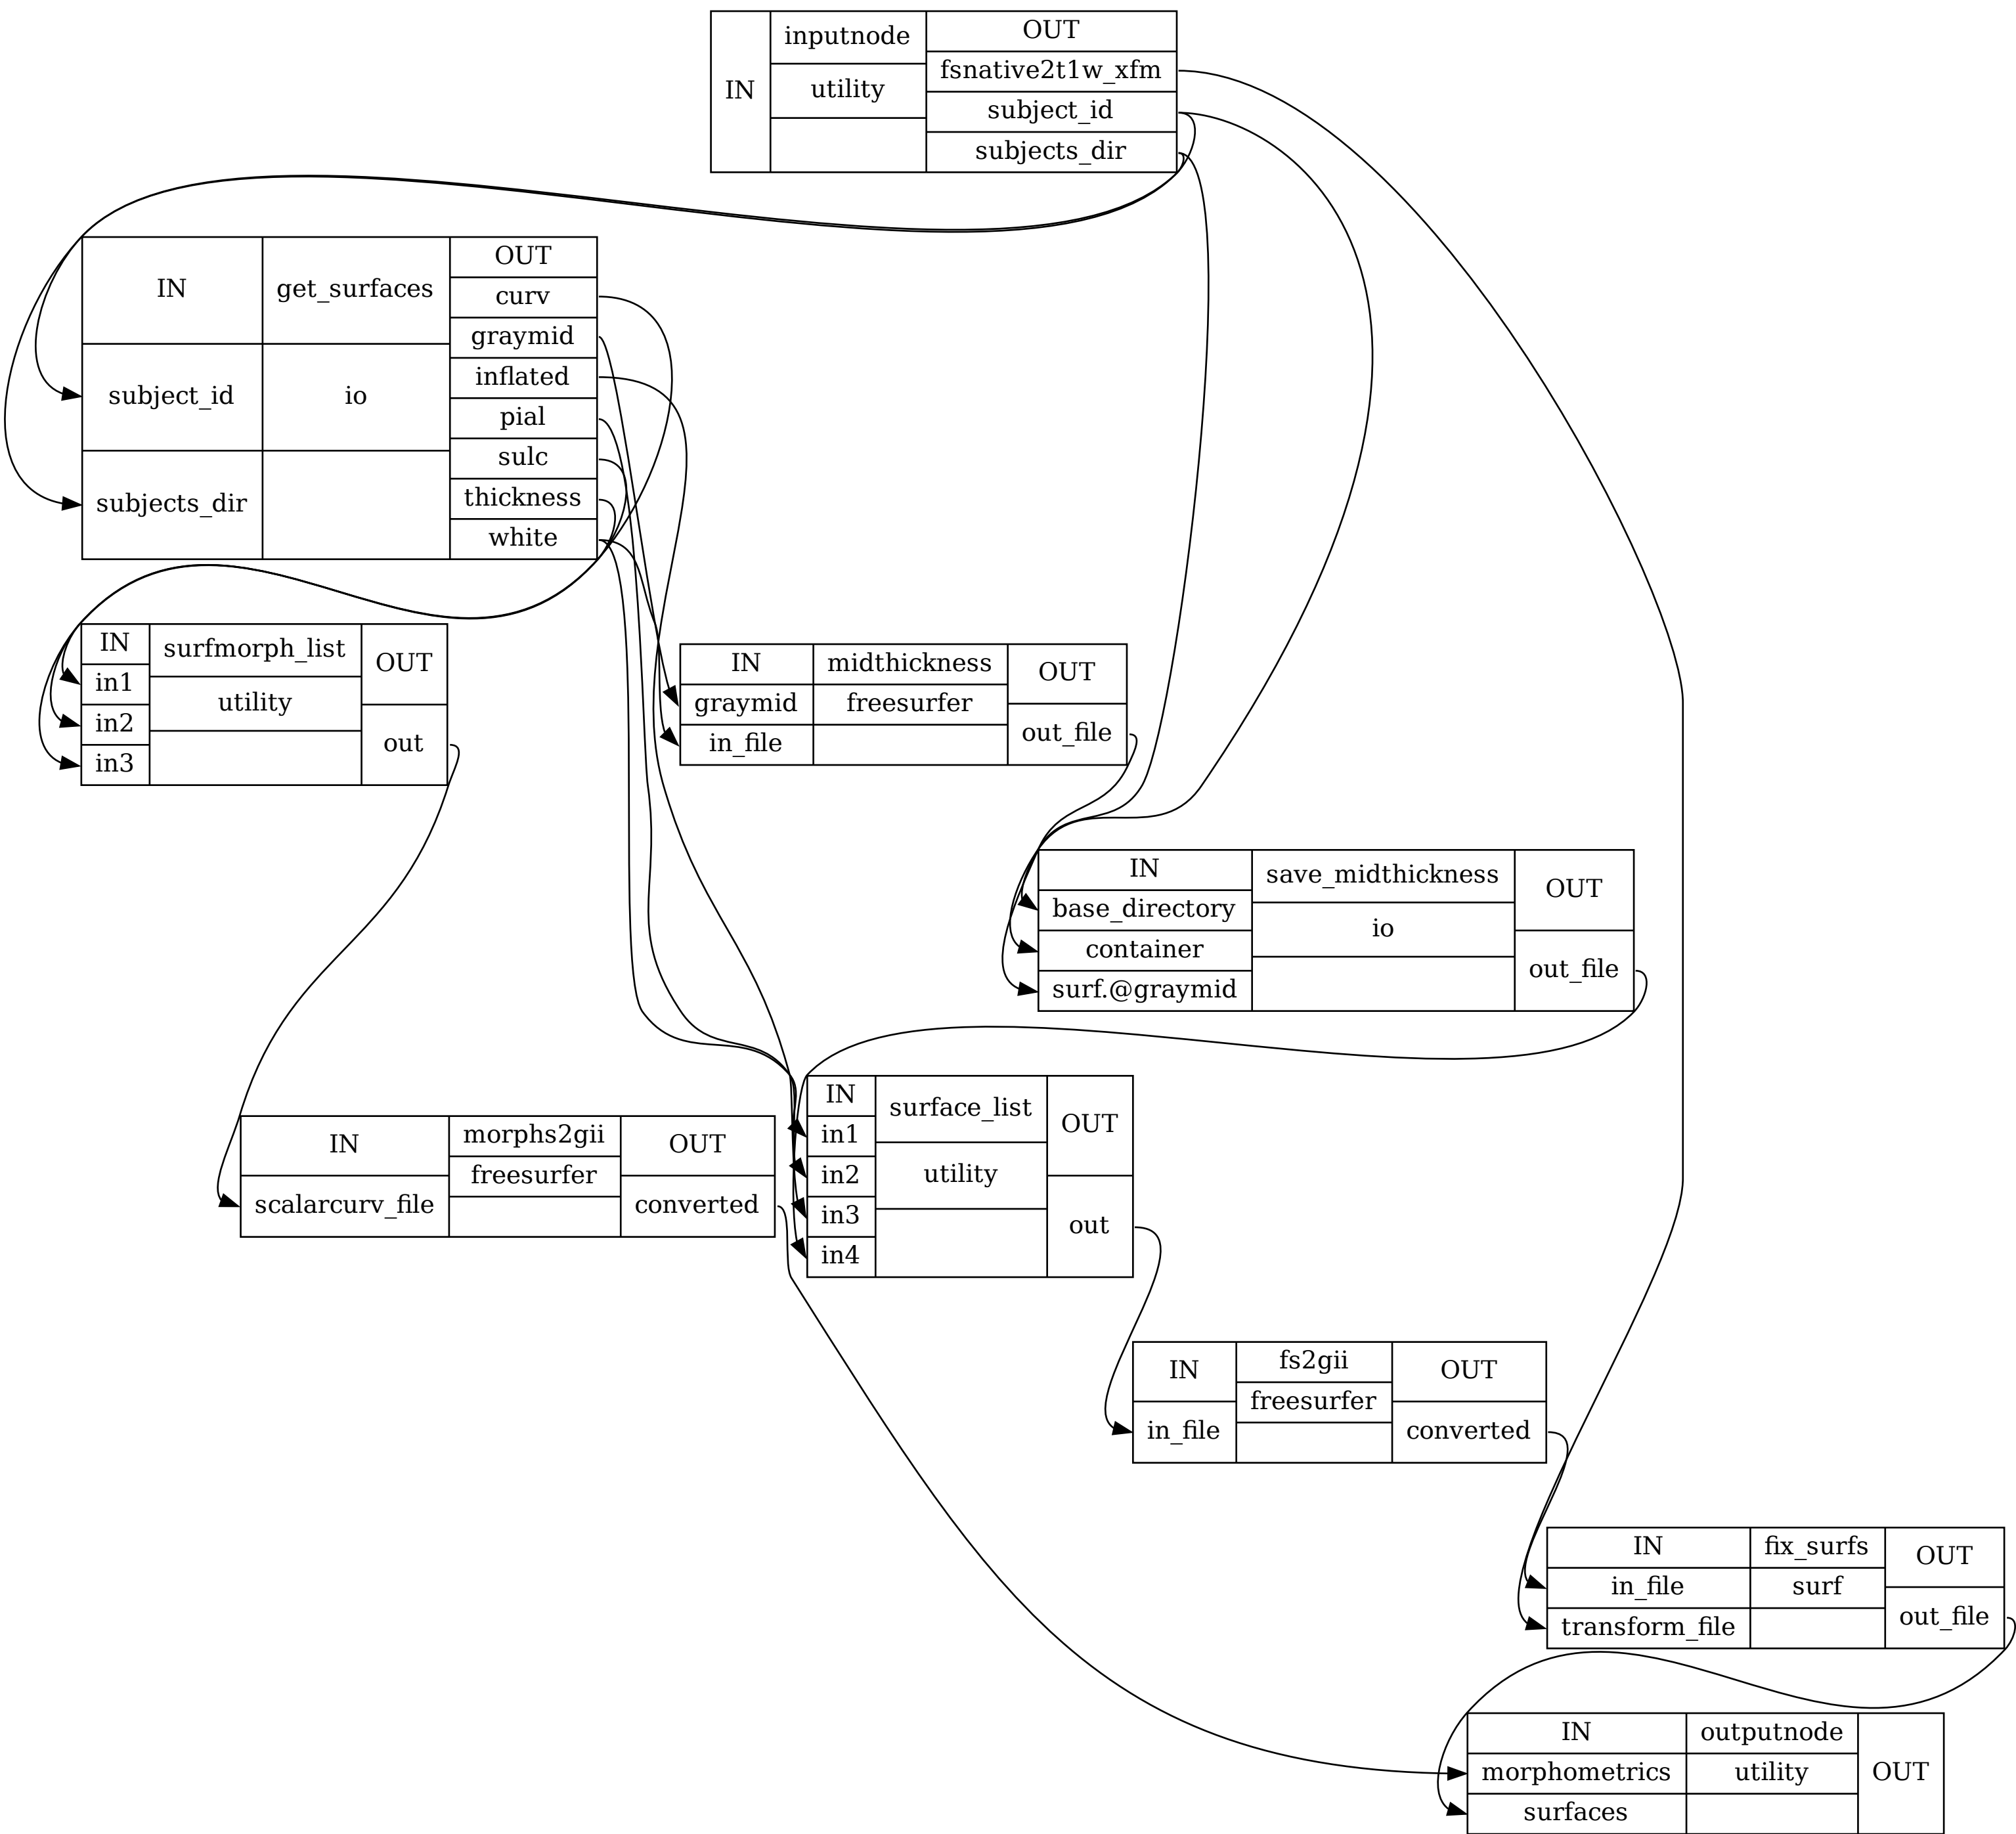 IN
inputnode
utility
OUT
fsnative2t1w_xfm
subject_id
subjects_dir
IN
subject_id
subjects_dir
get_surfaces
io
OUT
curv
graymid
inflated
pial
sulc
thickness
white
IN
in1
in2
in3
surfmorph_list
utility
OUT
out
IN
graymid
in_file
midthickness
freesurfer
OUT
out_file
IN
base_directory
container
surf.@graymid
save_midthickness
io
OUT
out_file
IN
scalarcurv_file
morphs2gii
freesurfer
OUT
converted
IN
in1
in2
in3
in4
surface_list
utility
OUT
out
IN
in_file
fs2gii
freesurfer
OUT
converted
IN
in_file
transform_file
fix_surfs
surf
OUT
out_file
IN
morphometrics
surfaces
outputnode
utility
OUT